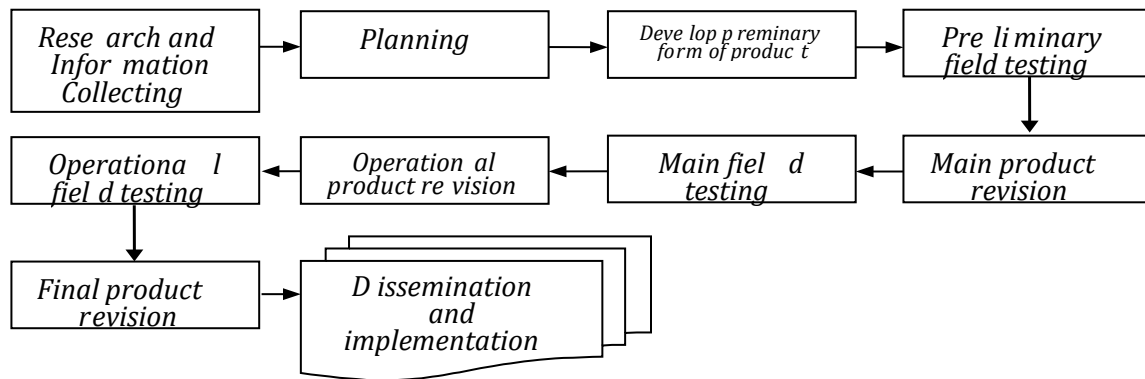 Rese arch and
Infor mation
Collecting
Planning
Deve lop p reminary
form of produc t
Pre li minary
field testing
Operationa l
fiel d testing
Operation al
product re vision
Main fiel d
testing
Main product
revision
Final product
revision
D issemination
and
implementation